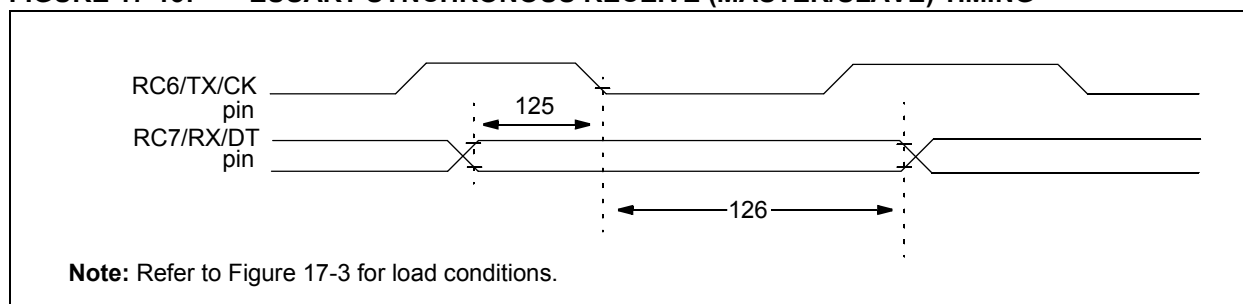 FIGURE 17-16: EUSART SYNCHRONOUS RECEIVE (MASTER/SLAVE) TIMING
RC6/TX/CK
pin
125
RC7/RX/DT
pin
126
Note: Refer to Figure 17-3 for load conditions.